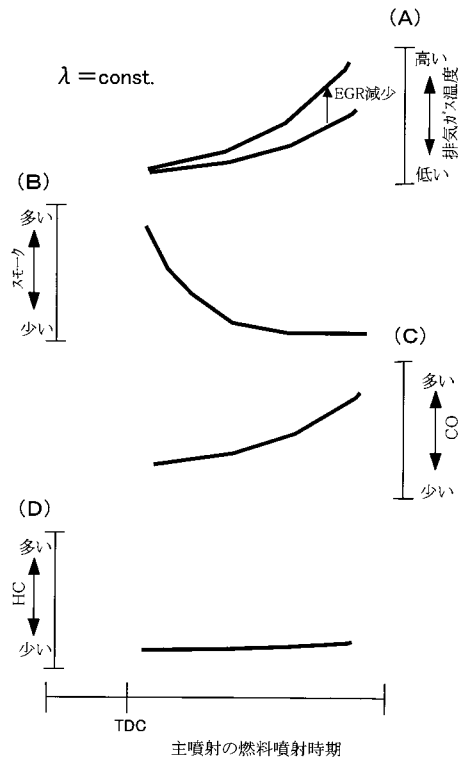 (A)
λ＝const.
高い
排気ガス温度
低い
EGR減少
(B)
多い
スモーク
少い
(C)
多い
CO
少い
(D)
多い
HC
少い
TDC
主噴射の燃料噴射時期